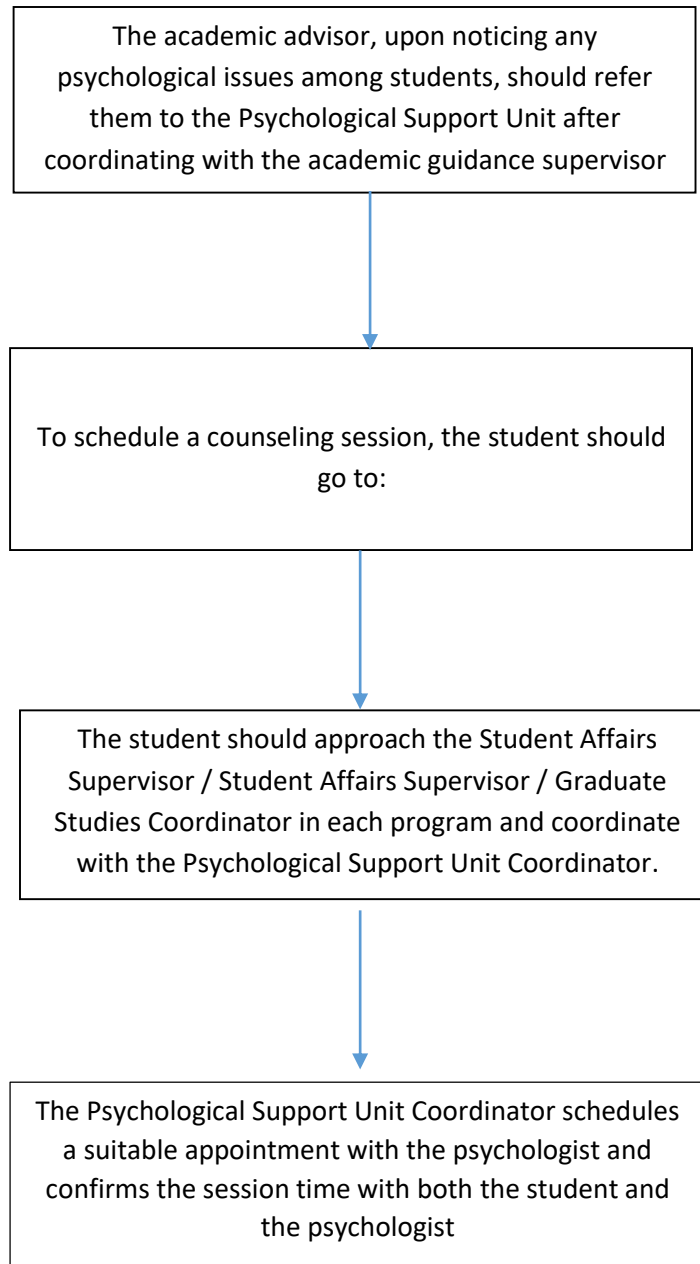 The academic advisor, upon noticing any
psychological issues among students, should refer
them to the Psychological Support Unit after
coordinating with the academic guidance supervisor
To schedule a counseling session, the student should
go to:
The student should approach the Student Affairs
Supervisor / Student Affairs Supervisor / Graduate
Studies Coordinator in each program and coordinate
with the Psychological Support Unit Coordinator.
The Psychological Support Unit Coordinator schedules
a suitable appointment with the psychologist and
confirms the session time with both the student and
the psychologist